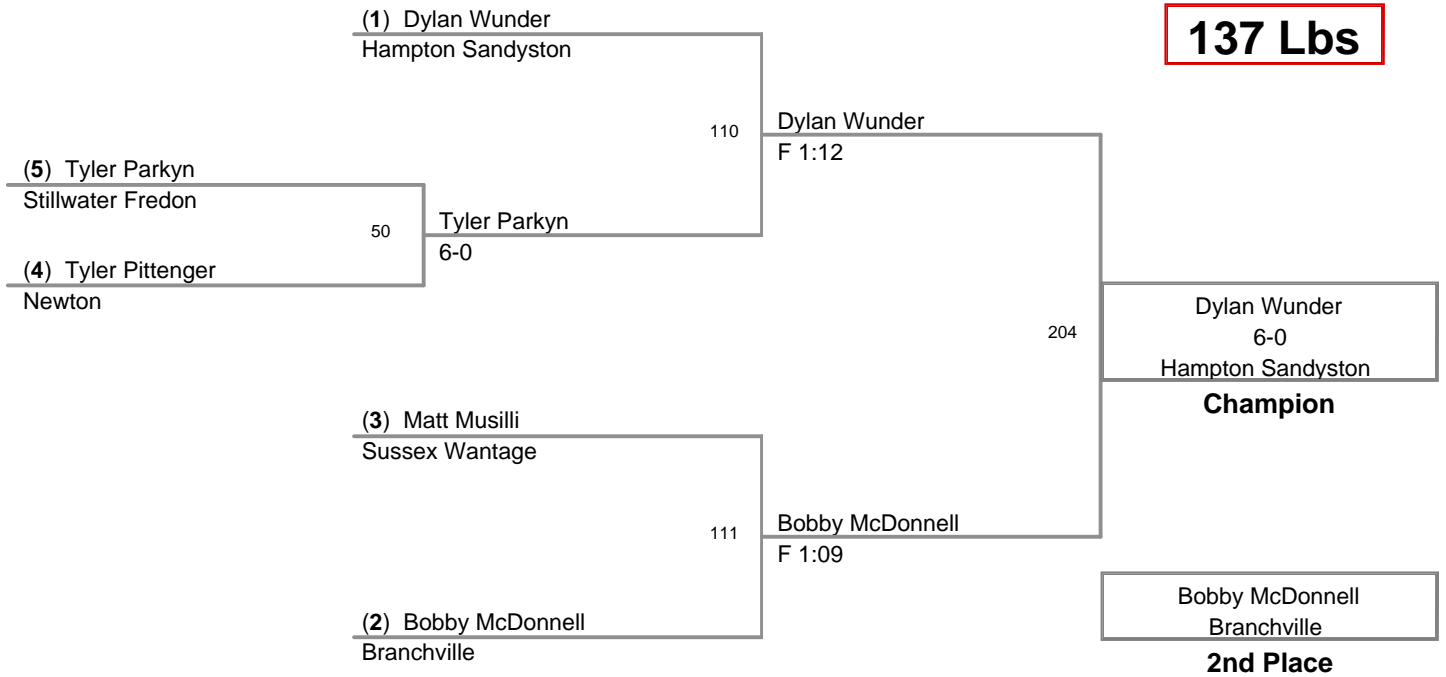 (1) Dylan Wunder
Hampton Sandyston
137 Lbs
110
Dylan Wunder
F 1:12
(5) Tyler Parkyn
Stillwater Fredon
50
Tyler Parkyn
6-0
(4) Tyler Pittenger
Newton
204
Dylan Wunder
6-0
Hampton Sandyston
Champion
(3) Matt Musilli
Sussex Wantage
111
Bobby McDonnell
F 1:09
(2) Bobby McDonnell
Branchville
Bobby McDonnell
Branchville
2nd Place